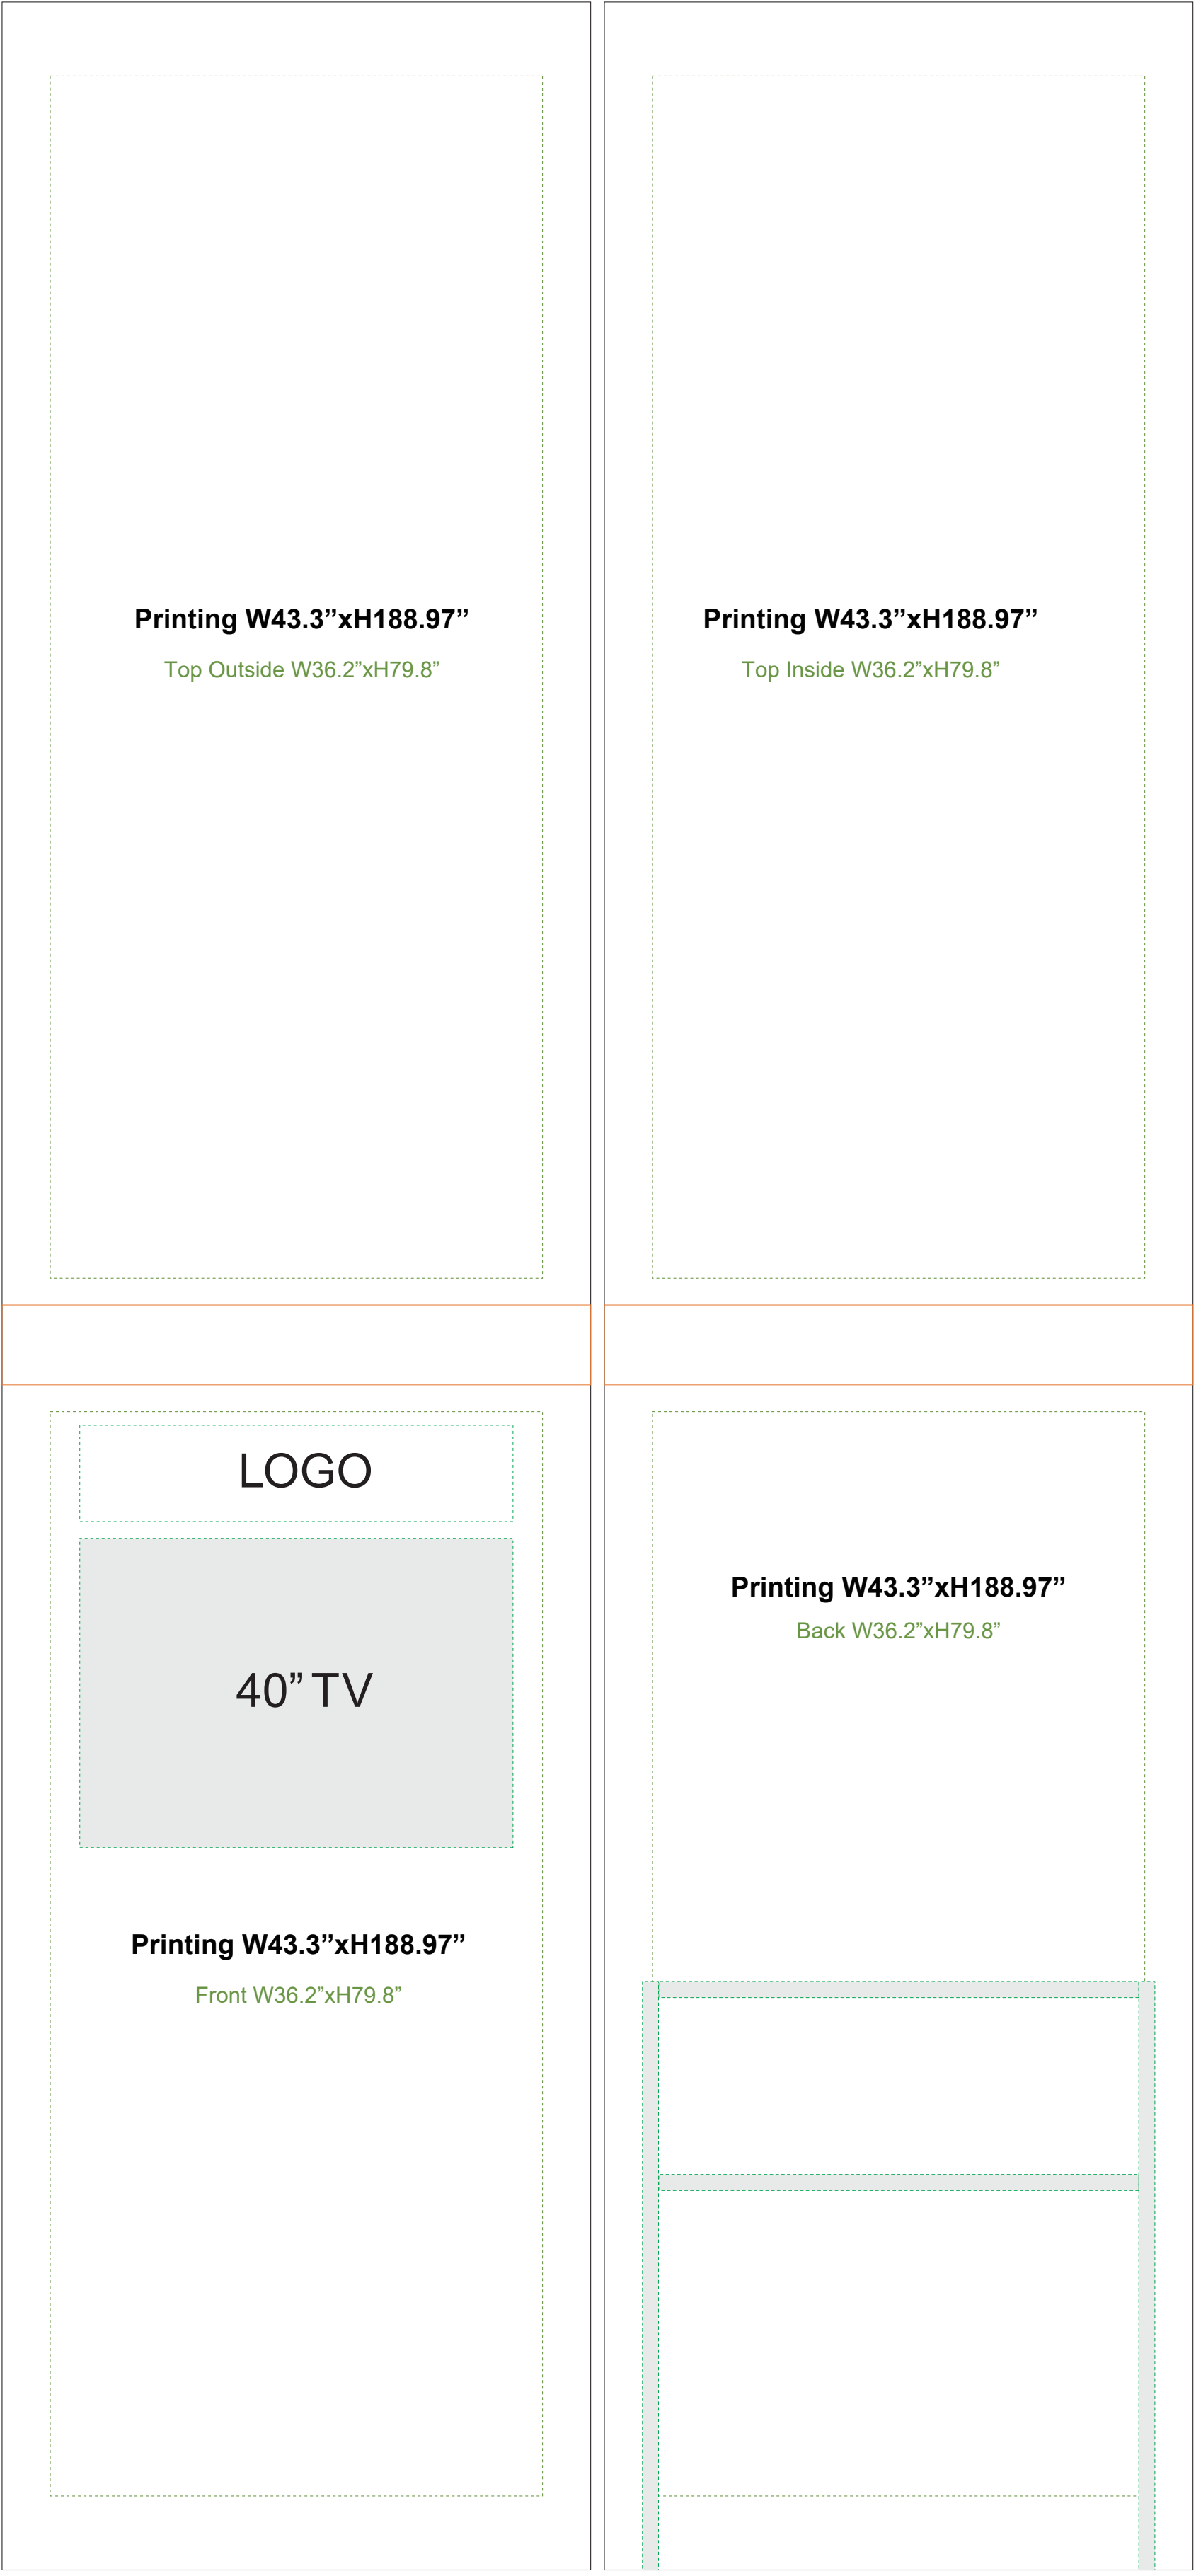 Printing W43.3”xH188.97”
Top Outside W36.2”xH79.8”
Printing W43.3”xH188.97”
Top Inside W36.2”xH79.8”
LOGO
40” TV
Printing W43.3”xH188.97”
Front W36.2”xH79.8”
Printing W43.3”xH188.97”
Back W36.2”xH79.8”